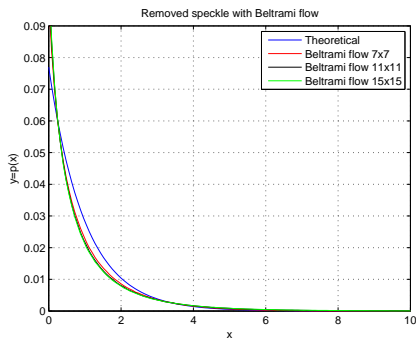 Removed speckle with Beltrami flow
Theoretical
Beltrami flow 7x7
Beltrami flow 11x11
Beltrami flow 15x15
0.09
0.08
0.07
0.06
0.05
0.04
0.03
0.02
0.01
0
y=p(x)
0 2 4 6 8 10
x